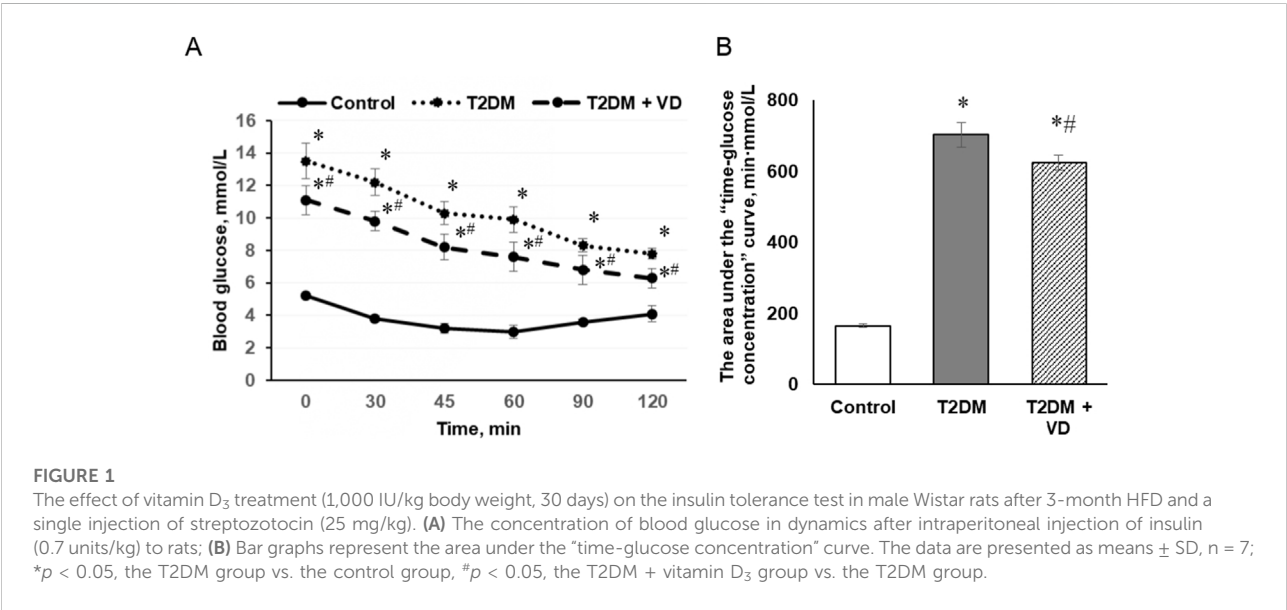 A
Control T2DM T2DM + VD
Blood glucose, mmol/L
16
14
12
10
8
6
4
2
0
* * * * * *
*# *# *# *# *# *#
0 30 45 60 90 120
Time, min
B
The area under the “time-glucose
concentration” curve, min·mmol/L
800
600
400
200
0
*
*#
Control T2DM T2DM +
VD
FIGURE 1
The effect of vitamin D₃ treatment (1,000 IU/kg body weight, 30 days) on the insulin tolerance test in male Wistar rats after 3-month HFD and a
single injection of streptozotocin (25 mg/kg). (A) The concentration of blood glucose in dynamics after intraperitoneal injection of insulin
(0.7 units/kg) to rats; (B) Bar graphs represent the area under the “time-glucose concentration“ curve. The data are presented as means ± SD, n = 7;
*p < 0.05, the T2DM group vs. the control group, #p < 0.05, the T2DM + vitamin D₃ group vs. the T2DM group.